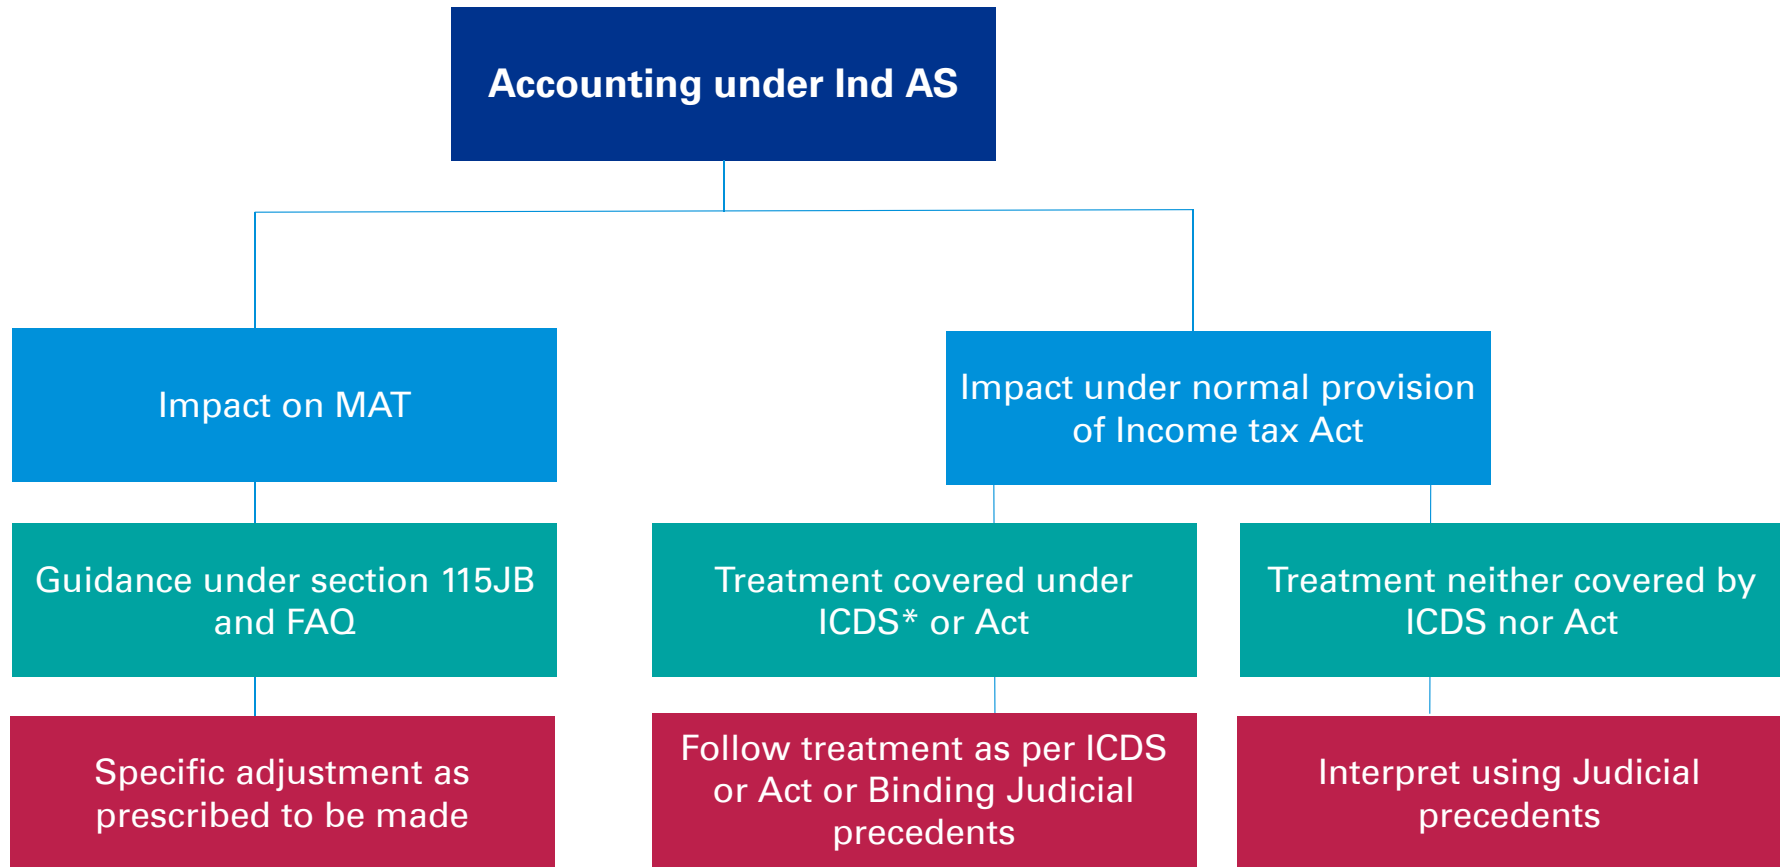 Accounting under Ind AS
Impact on MAT
Impact under normal provision
of Income tax Act
Guidance under section 115JB
and FAQ
Treatment covered under
ICDS* or Act
Treatment neither covered by
ICDS nor Act
Specific adjustment as
prescribed to be made
Follow treatment as per ICDS
or Act or Binding Judicial
precedents
Interpret using Judicial
precedents